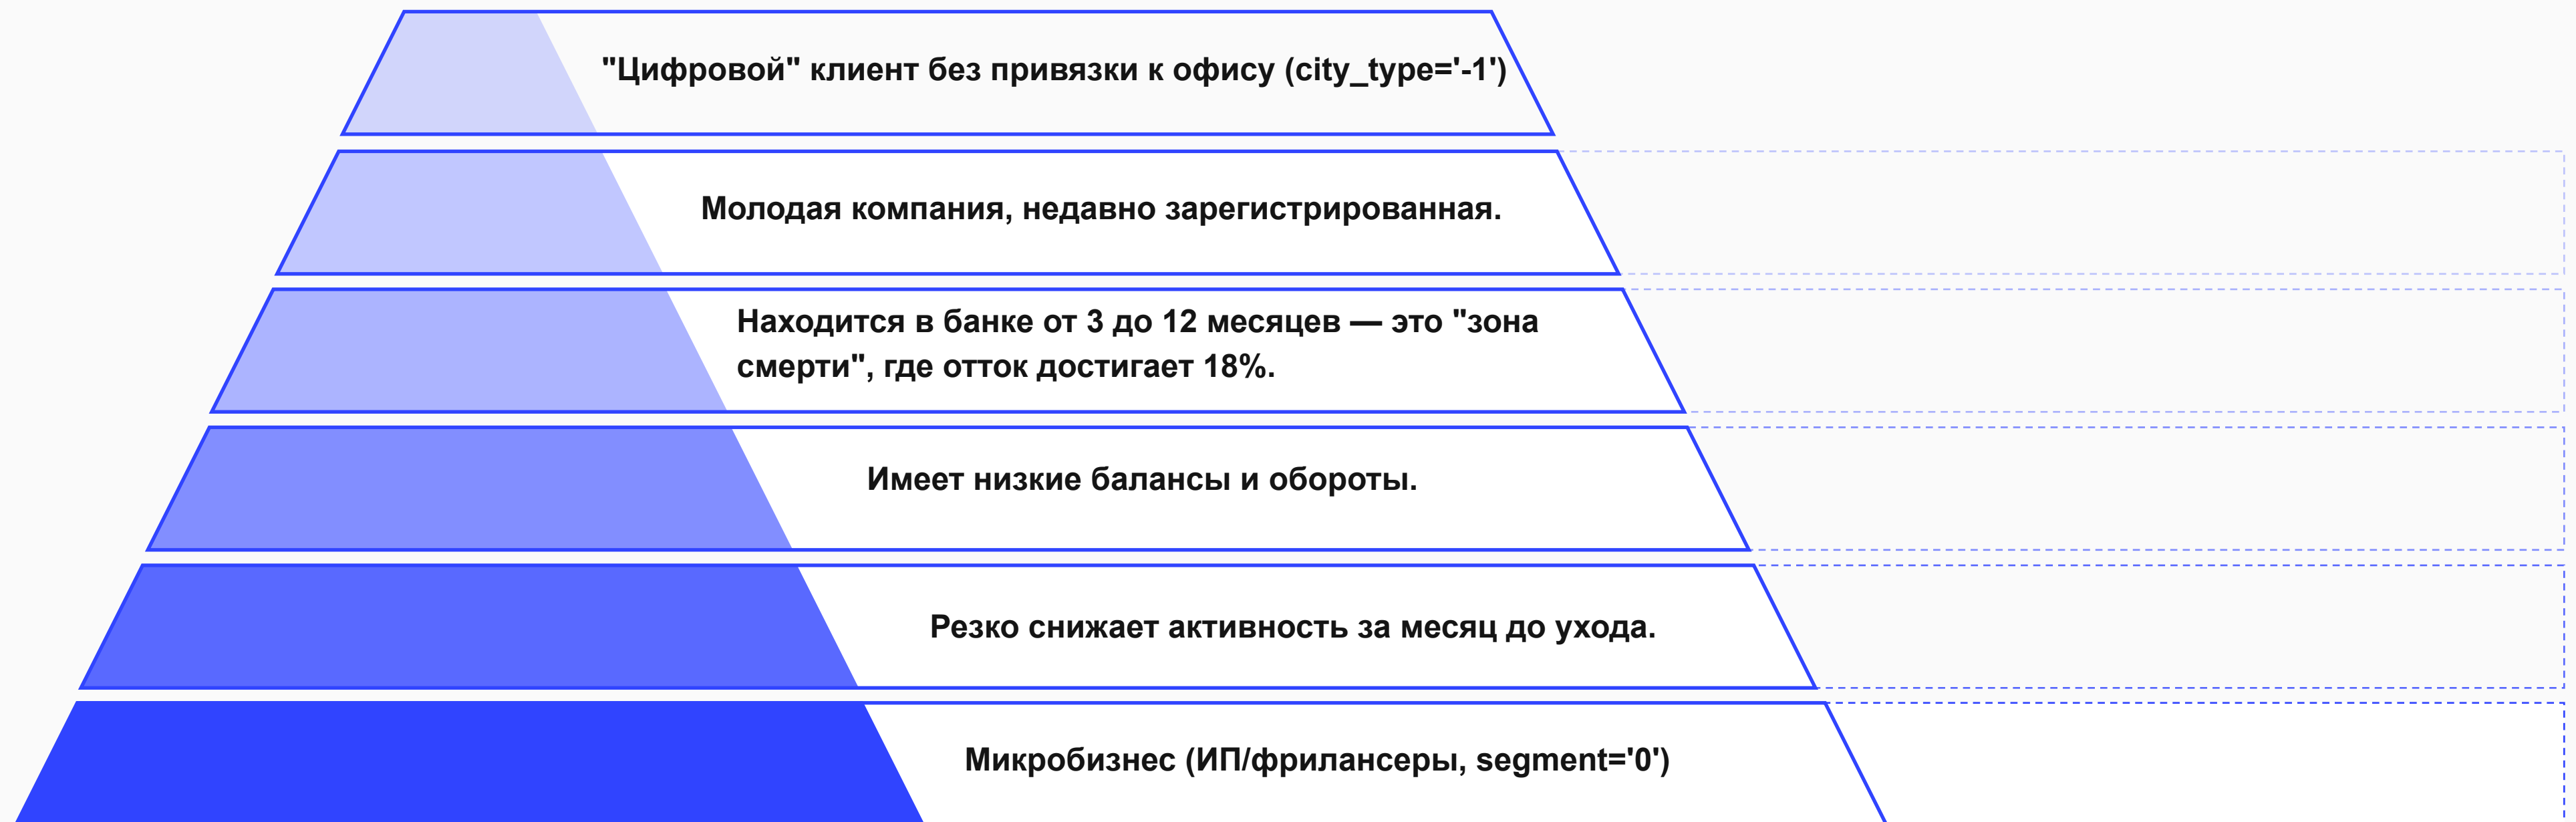 "Цифровой" клиент без привязки к офису (city_type='-1')
Молодая компания, недавно зарегистрированная.
Находится в банке от 3 до 12 месяцев — это "зона
смерти", где отток достигает 18%.
Имеет низкие балансы и обороты.
Резко снижает активность за месяц до ухода.
Микробизнес (ИП/фрилансеры, segment='0')